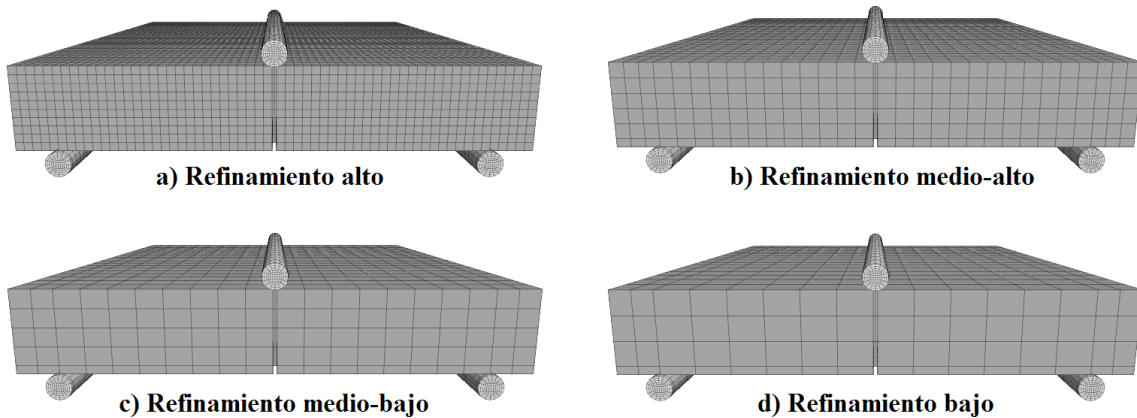 a) Refinamiento alto
b) Refinamiento medio-alto
c) Refinamiento medio-bajo
d) Refinamiento bajo